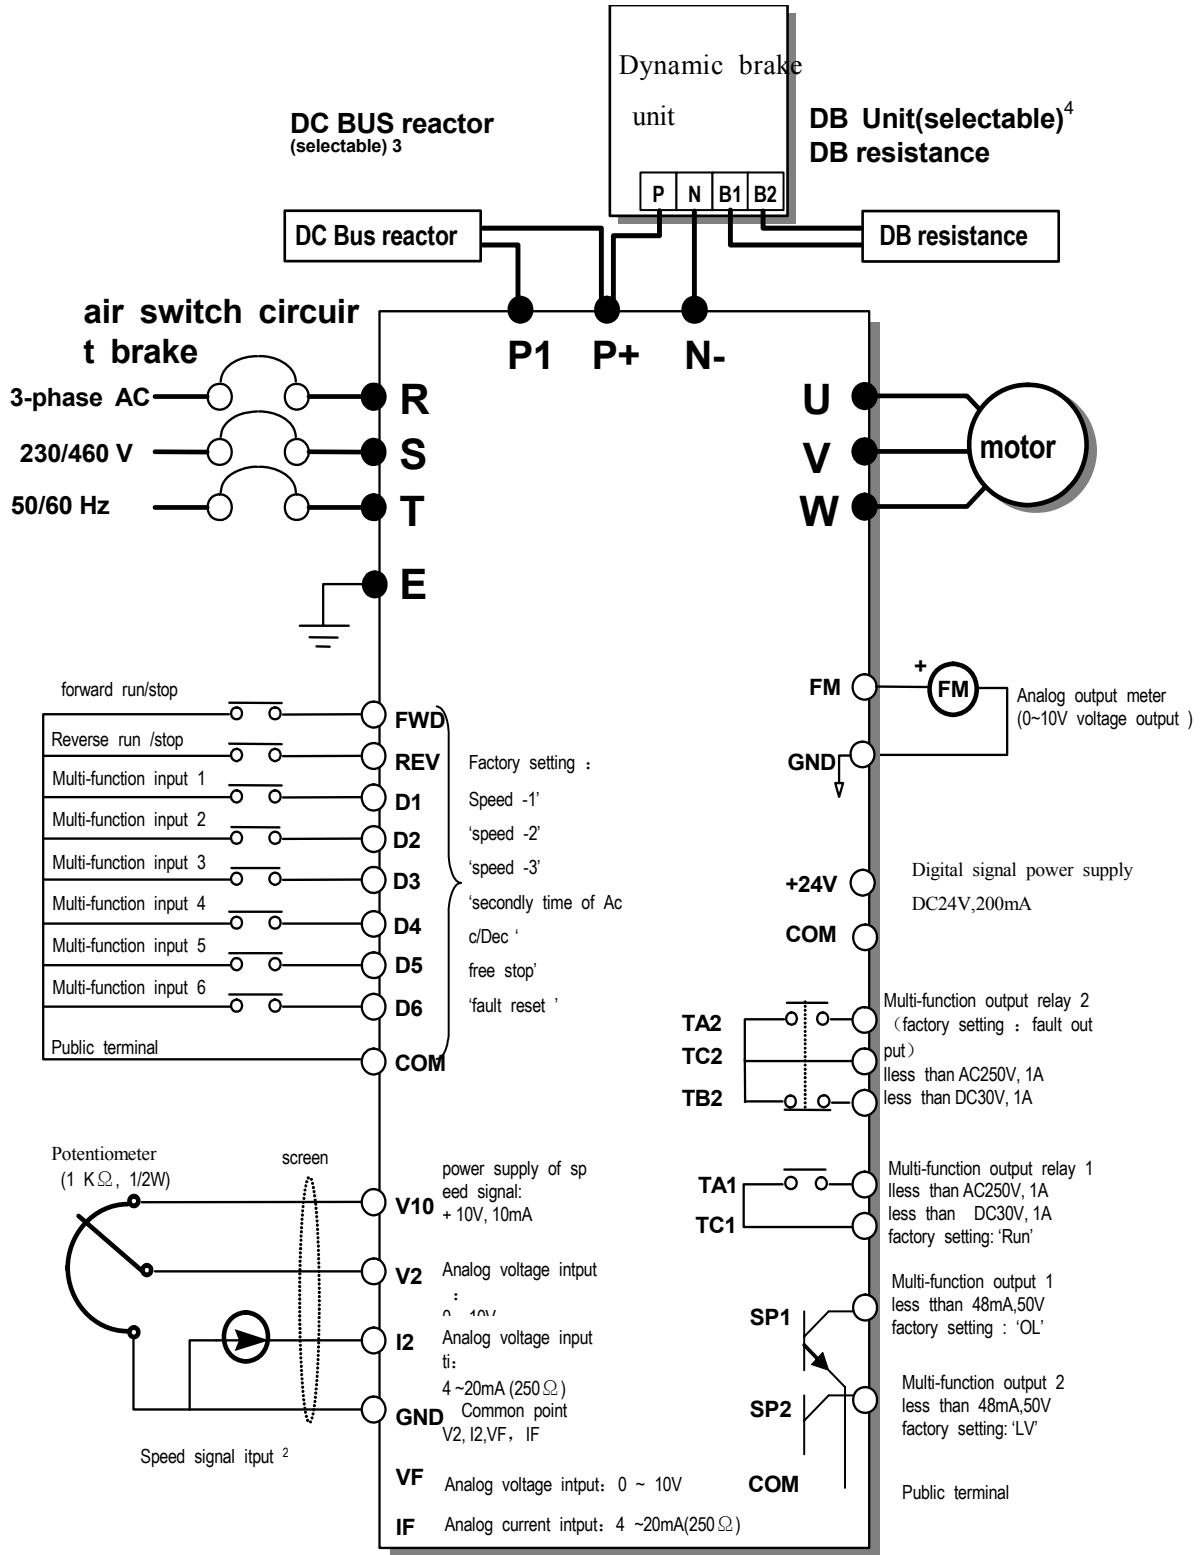 Dynamic brake
unit
DC BUS reactor
(selectable) 3
DB Unit(selectable)4
DB resistance
P N B1 B2
DC Bus reactor
DB resistance
air switch circuir
t brake
P1 P+ N-
3-phase AC
R
U
230/460 V
S
V
motor
50/60 Hz
T
W
E
forward run/stop
FWD
Reverse run /stop
REV
Multi-function input 1
D1
Multi-function input 2
D2
Multi-function input 3
D3
Multi-function input 4
D4
Multi-function input 5
D5
Multi-function input 6
D6
Public terminal
COM
Factory setting：
Speed -1’
‘speed -2’
‘speed -3’
‘secondly time of Ac
c/Dec ‘
free stop’
‘fault reset ’
FM
+
FM
Analog output meter
(0~10V voltage output )
GND
+24V
Digital signal power supply
DC24V,200mA
COM
TA2
TC2
TB2
Multi-function output relay 2
（factory setting：fault out
put）
lless than AC250V, 1A
less than DC30V, 1A
TA1
TC1
Multi-function output relay 1
lless than AC250V, 1A
less than DC30V, 1A
factory setting: ‘Run’
SP1
Multi-function output 1
less tthan 48mA,50V
factory setting : ‘OL’
SP2
Multi-function output 2
less than 48mA,50V
factory setting: ‘LV’
COM
Public terminal
Potentiometer
(1 KΩ, 1/2W)
screen
V10
power supply of sp
eed signal:
+ 10V, 10mA
V2
Analog voltage intput
：
0 10V
I2
Analog voltage input
ti：
4 ~20mA (250Ω)
GND
Common point
V2, I2,VF，IF
Speed signal itput 2
VF
Analog voltage intput：0 ~ 10V
IF
Analog current intput：4 ~20mA(250Ω)